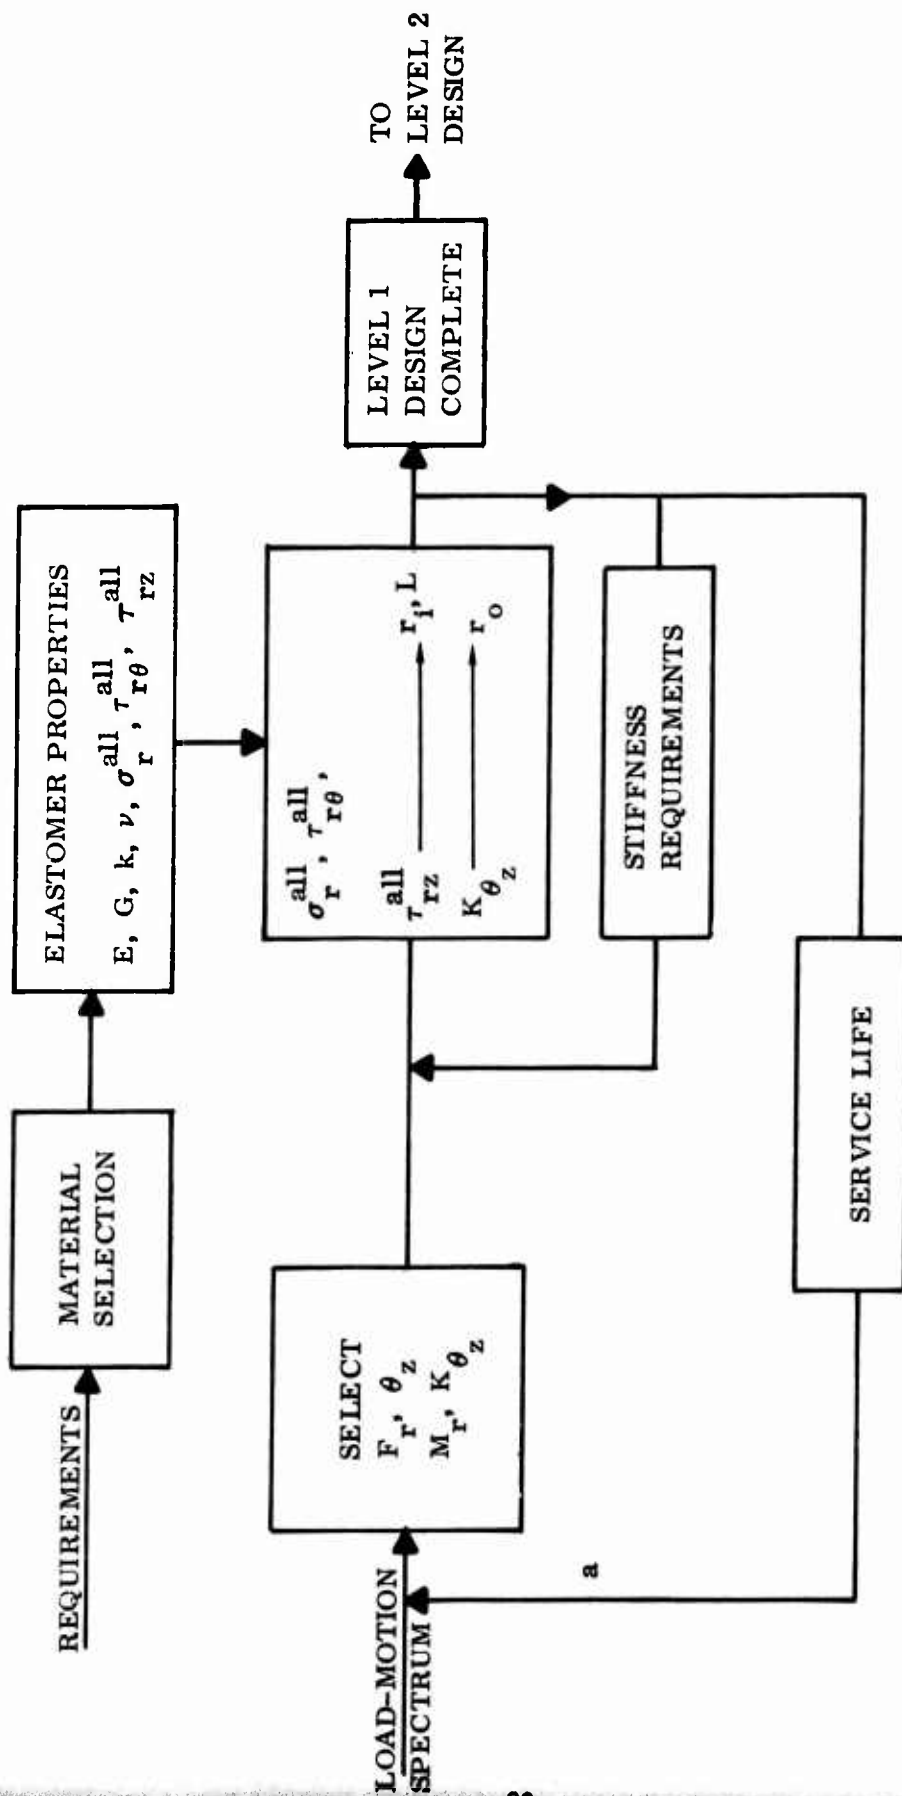 REQUIREMENTS
MATERIAL
SELECTION
ELASTOMER PROPERTIES
E, G, k, ν, σ_r^all, τ_rθ^all, τ_rz^all
LOAD-MOTION
SPECTRUM
SELECT
F_r, θ_z
M_r, K_θ_z
σ_r^all, τ_rθ^all,
τ_rz^all → r_i, L
K_θ_z → r_o
LEVEL 1
DESIGN
COMPLETE
TO
LEVEL 2
DESIGN
STIFFNESS
REQUIREMENTS
a
SERVICE LIFE